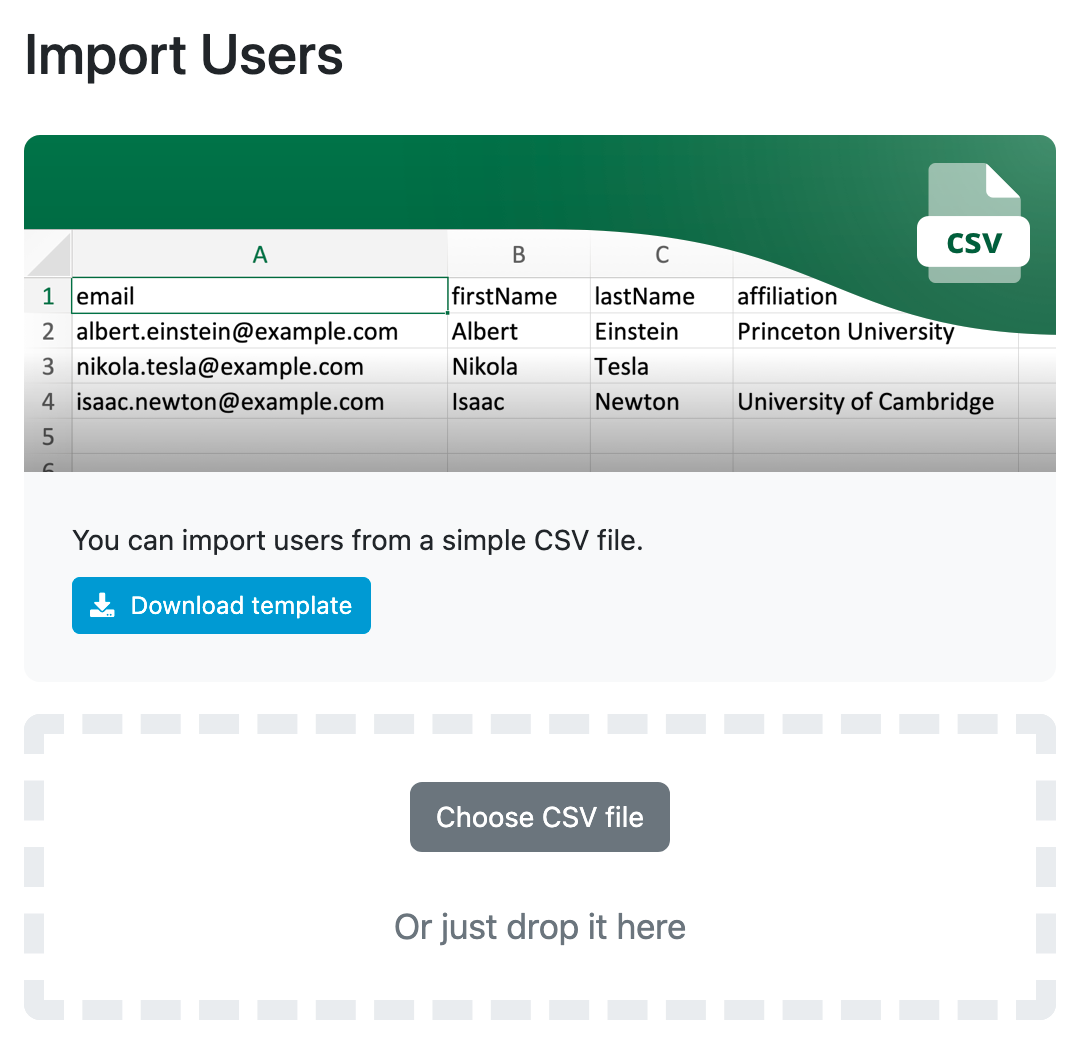 Import Users
CSV
A B C
1 email firstName lastName affiliation
2 albert.einstein@example.com Albert Einstein Princeton University
3 nikola.tesla@example.com Nikola Tesla
4 isaac.newton@example.com Isaac Newton University of Cambridge
5
6
You can import users from a simple CSV file.
Download template
Choose CSV file
Or just drop it here